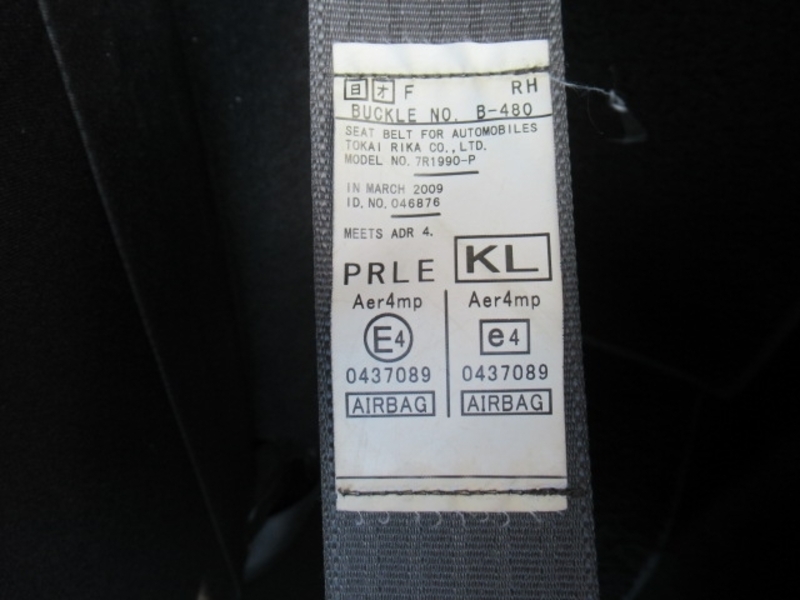 日 才 F RH
BUCKLE NO. B-480
SEAT BELT FOR AUTOMOBILES
TOKAI RIKA CO.,LTD.
MODEL NO. 7R1990-P
IN MARCH 2009
ID.NO.046876
MEETS ADR 4.
PRLE KL
Aer4mp Aer4mp
E4 e4
0437089 0437089
AIRBAG AIRBAG